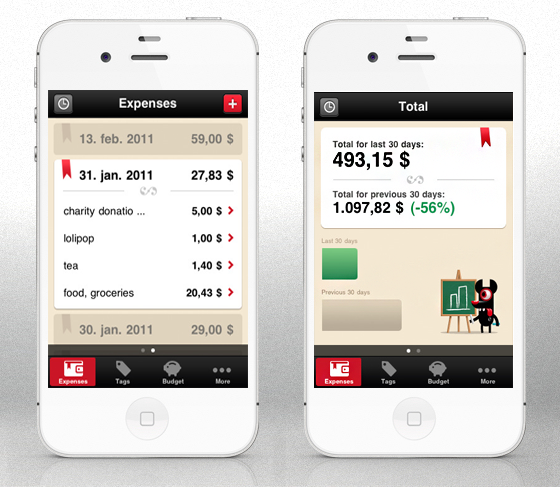 Expenses
13. feb. 2011 59,00 $
31. jan. 2011 27,83 $
charity donatio ... 5,00 $
lolipop 1,00 $
tea 1,40 $
food, groceries 20,43 $
30. jan. 2011 29,00 $
Expenses Tags Budget More
Total
Total for last 30 days:
493,15 $
Total for previous 30 days:
1.097,82 $ (-56%)
Last 30 days
Previous 30 days
Expenses Tags Budget More